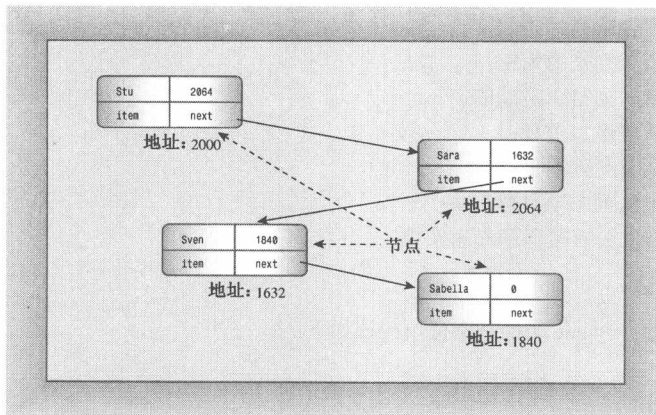 Stu 2064
item next
地址：2000
Sara 1632
item next
地址：2064
Sven 1840
item next
地址：1632
节点
Sabella 0
item next
地址：1840